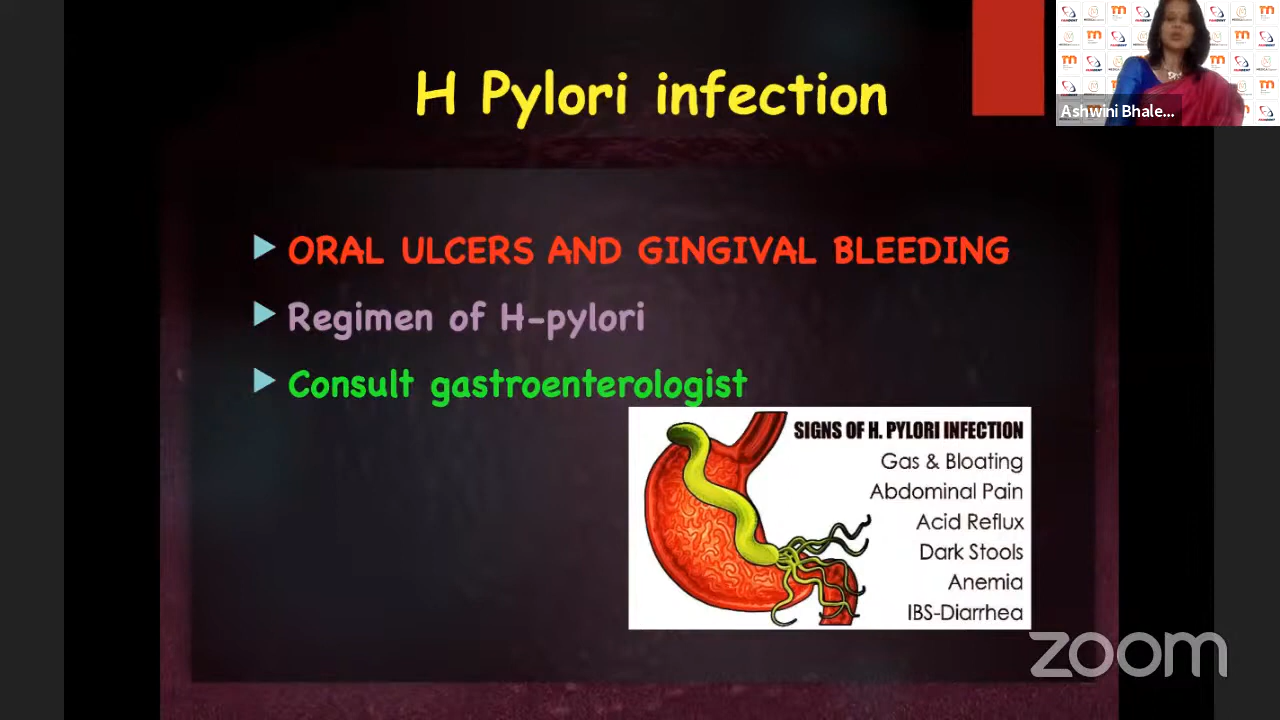 H Pylori infection
ORAL ULCERS AND GINGIVAL BLEEDING
Regimen of H-pylori
Consult gastroenterologist
SIGNS OF H. PYLORI INFECTION
Gas & Bloating
Abdominal Pain
Acid Reflux
Dark Stools
Anemia
IBS-Diarrhea
Ashwini Bhale...
zoom